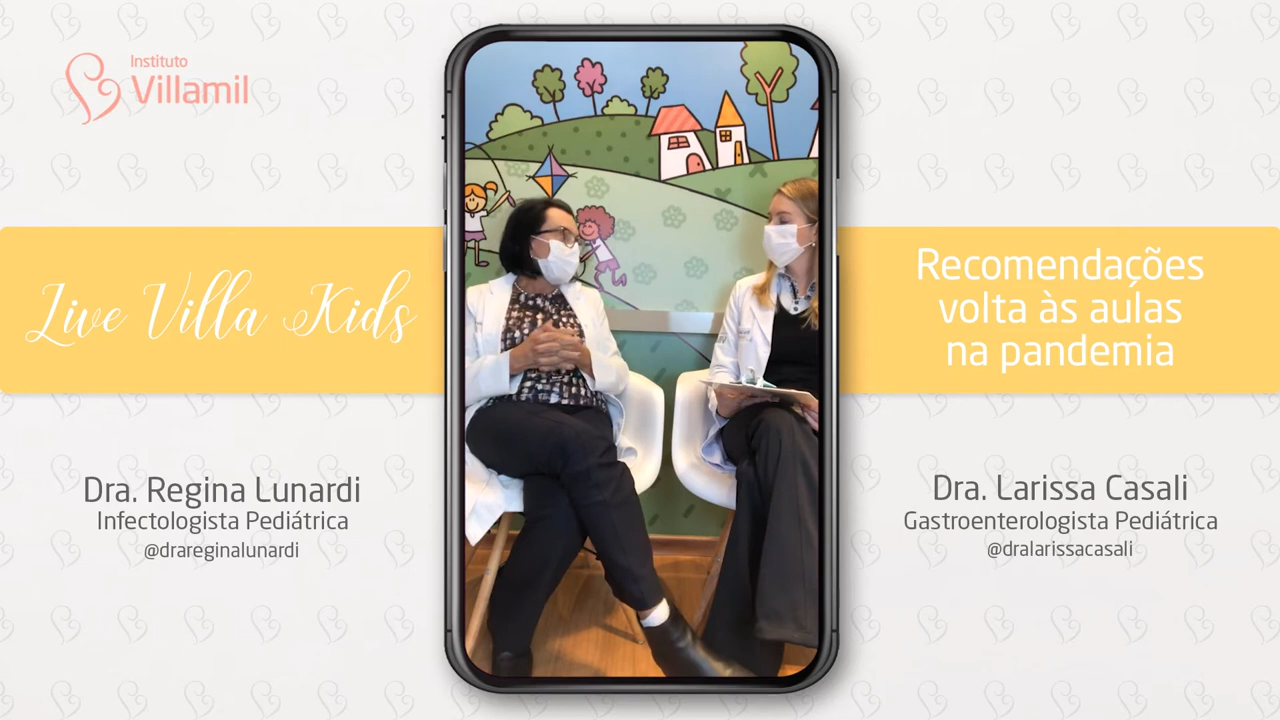 Instituto
Villamil
Live Villa Kids
Recomendações
volta às aulas
na pandemia
Dra. Regina Lunardi
Infectologista Pediátrica
@drareginalunardi
Dra. Larissa Casali
Gastroenterologista Pediátrica
@dralarissacasali